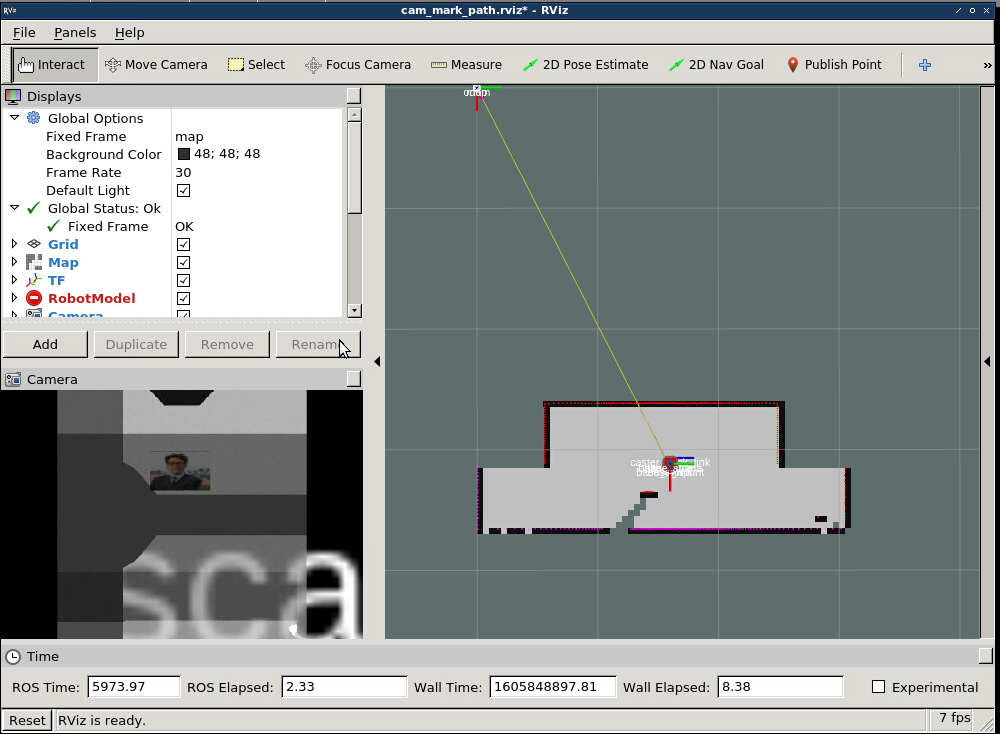 cam_mark_path.rviz* - RViz
File Panels Help
Interact Move Camera Select Focus Camera Measure 2D Pose Estimate 2D Nav Goal Publish Point »
Displays
Global Options
Fixed Frame map
Background Color 48; 48; 48
Frame Rate 30
Default Light
Global Status: Ok
Fixed Frame OK
Grid
Map
TF
RobotModel
Camera
Add Duplicate Remove Rename
Camera
sca
Time
ROS Time: 5973.97 ROS Elapsed: 2.33 Wall Time: 1605848897.81 Wall Elapsed: 8.38 Experimental
Reset RViz is ready. 7 fps